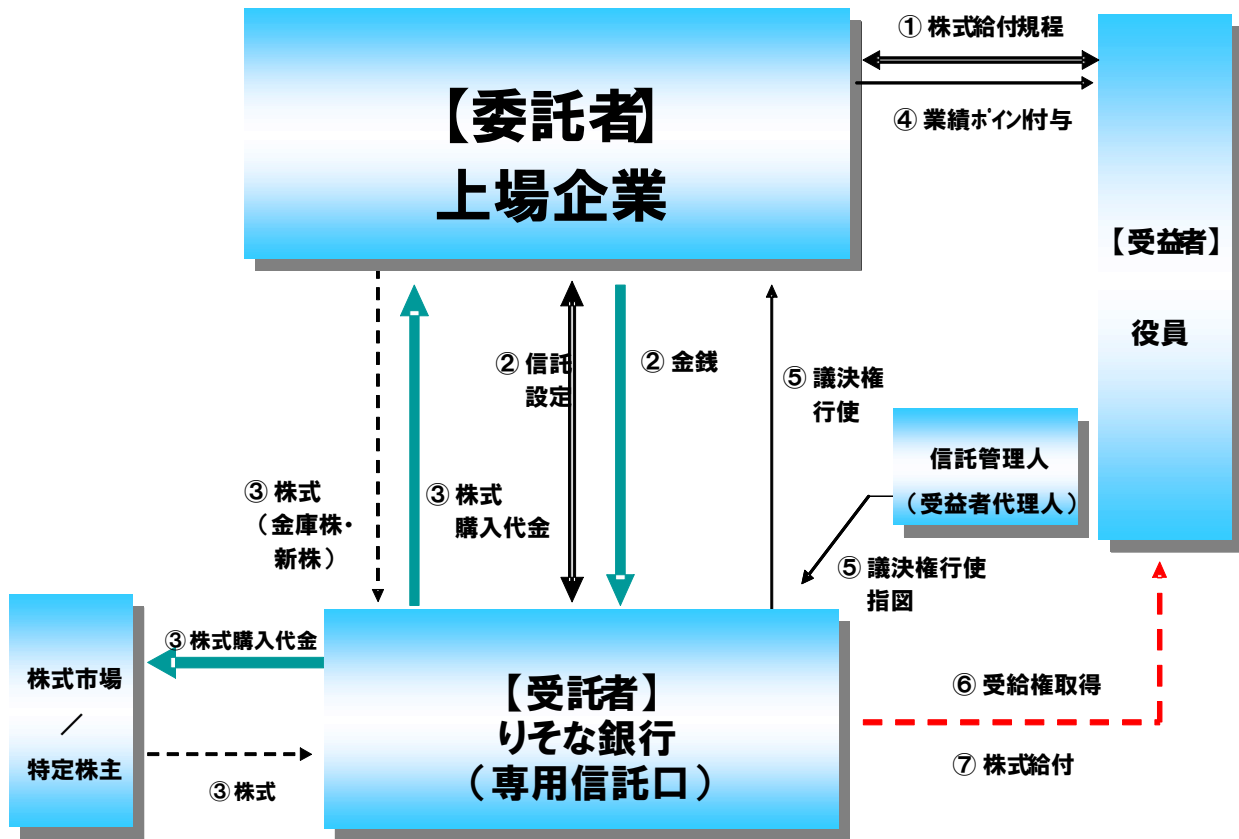 【委託者】
上場企業
① 株式給付規程
④ 業績ポイント付与
【受益者】
役員
② 信託
設定
② 金銭
⑤ 議決権
行使
信託管理人
（受益者代理人）
③ 株式
（金庫株・
新株）
③ 株式
購入代金
⑤ 議決権行使
指図
株式市場
／
特定株主
③ 株式購入代金
③ 株式
【受託者】
りそな銀行
（専用信託口）
⑥ 受給権取得
⑦ 株式給付